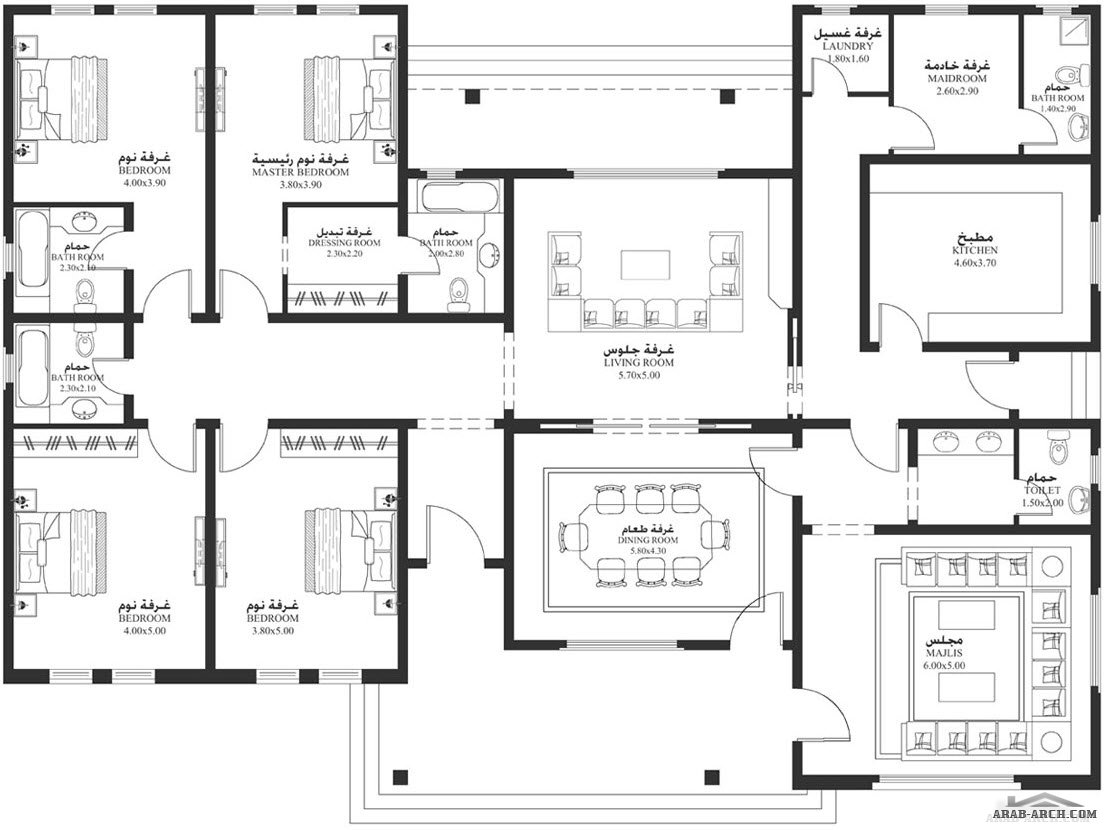 غرفة نوم
BEDROOM
4.00x3.90
غرفة نوم رئيسية
MASTER BEDROOM
3.80x3.90
غرفة غسيل
LAUNDRY
1.80x1.60
غرفة خادمة
MAIDROOM
2.60x2.90
حمام
BATH ROOM
1.40x2.90
حمام
BATH ROOM
2.30x2.10
غرفة تبديل
DRESSING ROOM
2.30x2.20
حمام
BATH ROOM
2.00x2.80
مطبخ
KITCHEN
4.60x3.70
غرفة جلوس
LIVING ROOM
5.70x5.00
حمام
BATH ROOM
2.30x2.10
حمام
TOILET
1.50x2.00
غرفة طعام
DINING ROOM
5.80x4.30
غرفة نوم
BEDROOM
4.00x5.00
غرفة نوم
BEDROOM
3.80x5.00
مجلس
MAJLIS
6.00x5.00
ARAB-ARCH.COM